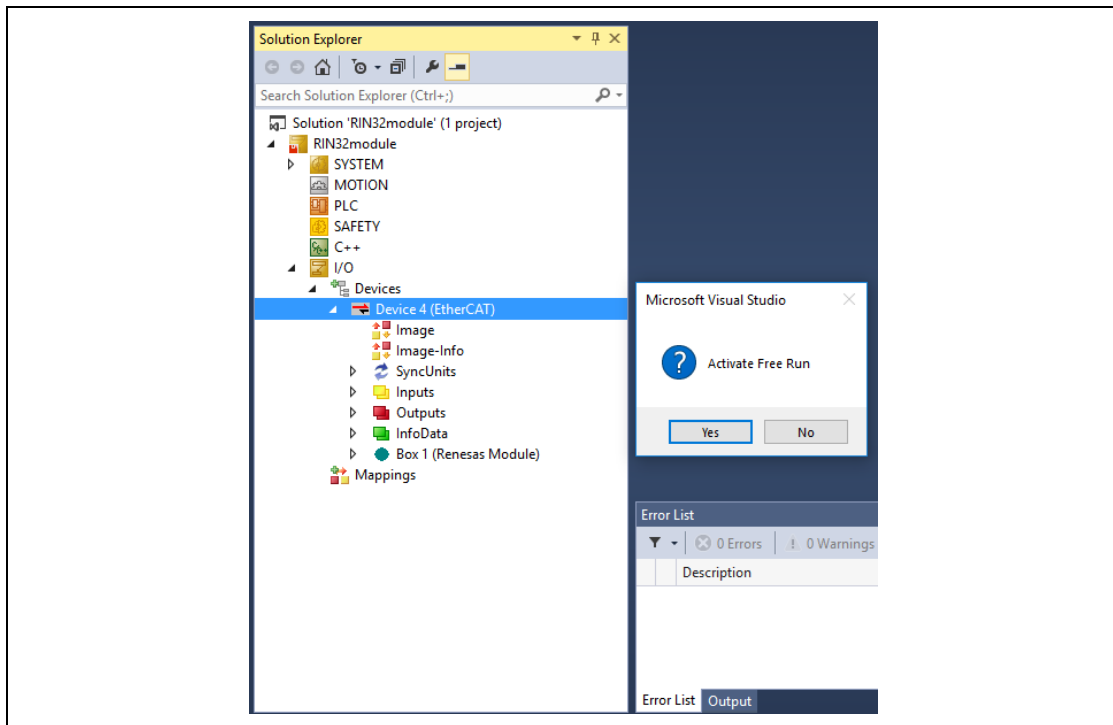 Solution Explorer
Search Solution Explorer (Ctrl+;)
Solution 'RIN32module' (1 project)
RIN32module
SYSTEM
MOTION
PLC
SAFETY
C++
I/O
Devices
Device 4 (EtherCAT)
Image
Image-Info
SyncUnits
Inputs
Outputs
InfoData
Box 1 (Renesas Module)
Mappings
Microsoft Visual Studio
Activate Free Run
Yes No
Error List
0 Errors 0 Warnings
Description
Error List Output